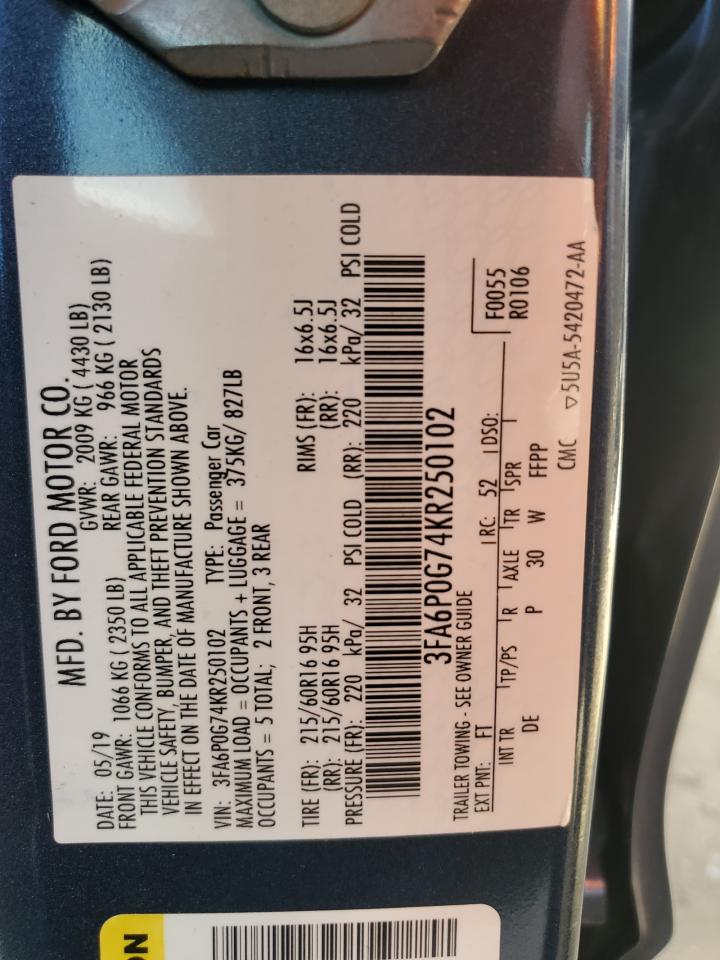 MFD. BY FORD MOTOR CO.
DATE: 05/19 GVWR: 2009 KG ( 4430 LB)
FRONT GAWR: 1066 KG ( 2350 LB) REAR GAWR: 966 KG ( 2130 LB)
THIS VEHICLE CONFORMS TO ALL APPLICABLE FEDERAL MOTOR
VEHICLE SAFETY, BUMPER, AND THEFT PREVENTION STANDARDS
IN EFFECT ON THE DATE OF MANUFACTURE SHOWN ABOVE.
VIN: 3FA6P0G74KR250102 TYPE: Passenger Car
MAXIMUM LOAD = OCCUPANTS + LUGGAGE = 375KG/ 827LB
OCCUPANTS = 5 TOTAL; 2 FRONT, 3 REAR
TIRE (FR): 215/60R16 95H RIMS (FR): 16x6.5J
(RR): 215/60R16 95H (RR): 16x6.5J
PRESSURE (FR): 220 kPa/ 32 PSI COLD (RR): 220 kPa/ 32 PSI COLD
3FA6P0G74KR250102
TRAILER TOWING - SEE OWNER GUIDE
F0055
R0106
EXT PNT: FT RC: 52 DSO:
INT TR TP/PS R AXLE TR SPR
DE P 30 W FFPP
CMC ▽5U5A-5420472-AA
ON